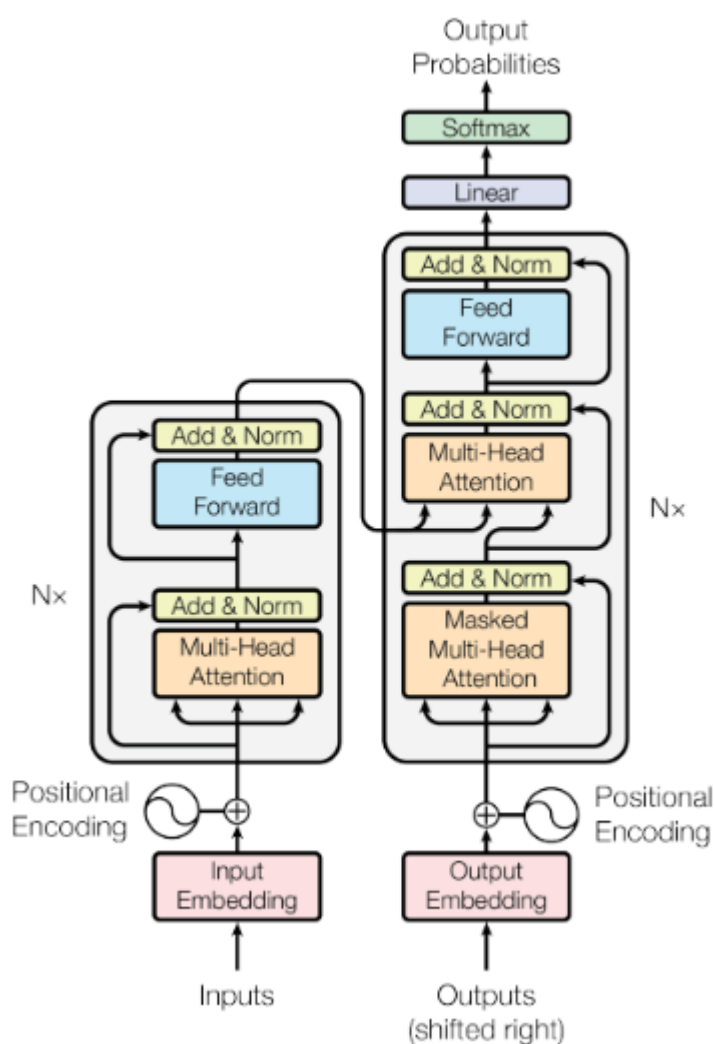 Output
Probabilities
Softmax
Linear
Add & Norm
Feed
Forward
Add & Norm
Multi-Head
Attention
Add & Norm
Masked
Multi-Head
Attention
Nx
Add & Norm
Feed
Forward
Add & Norm
Multi-Head
Attention
Nx
Positional
Encoding
Positional
Encoding
Input
Embedding
Output
Embedding
Inputs
Outputs
(shifted right)